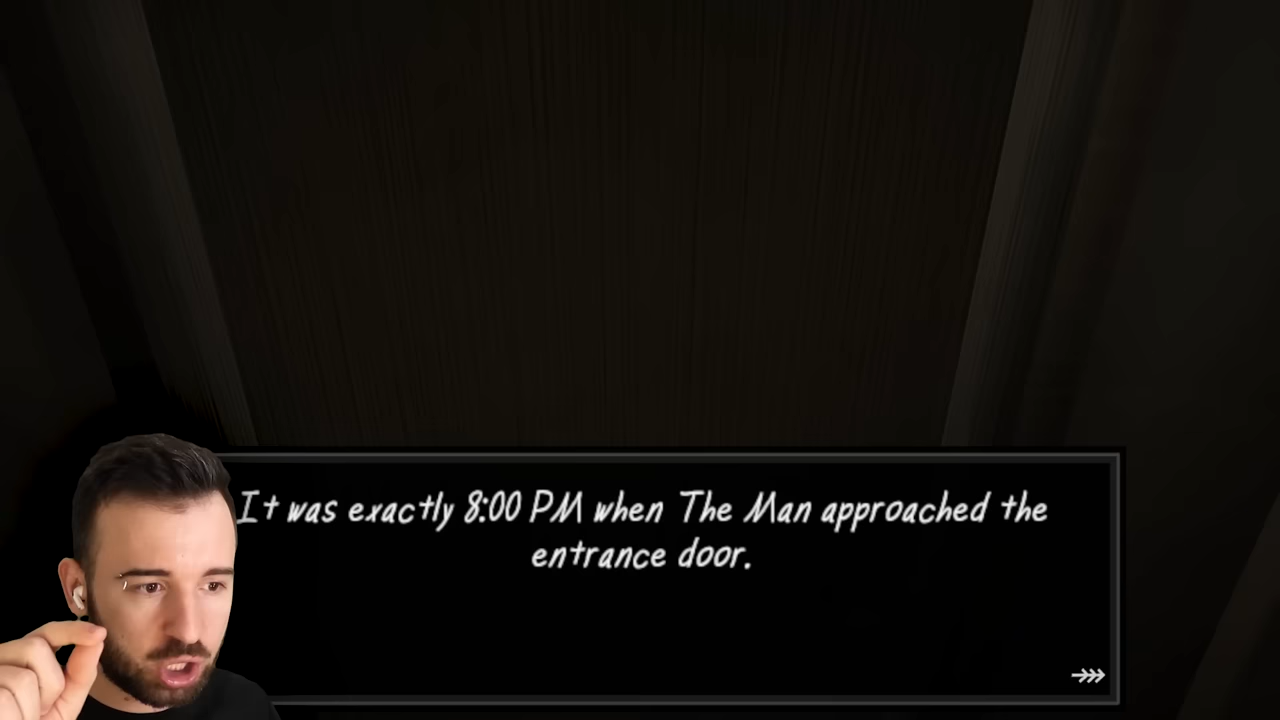 It was exactly 8:00 PM when The Man approached the
entrance door.